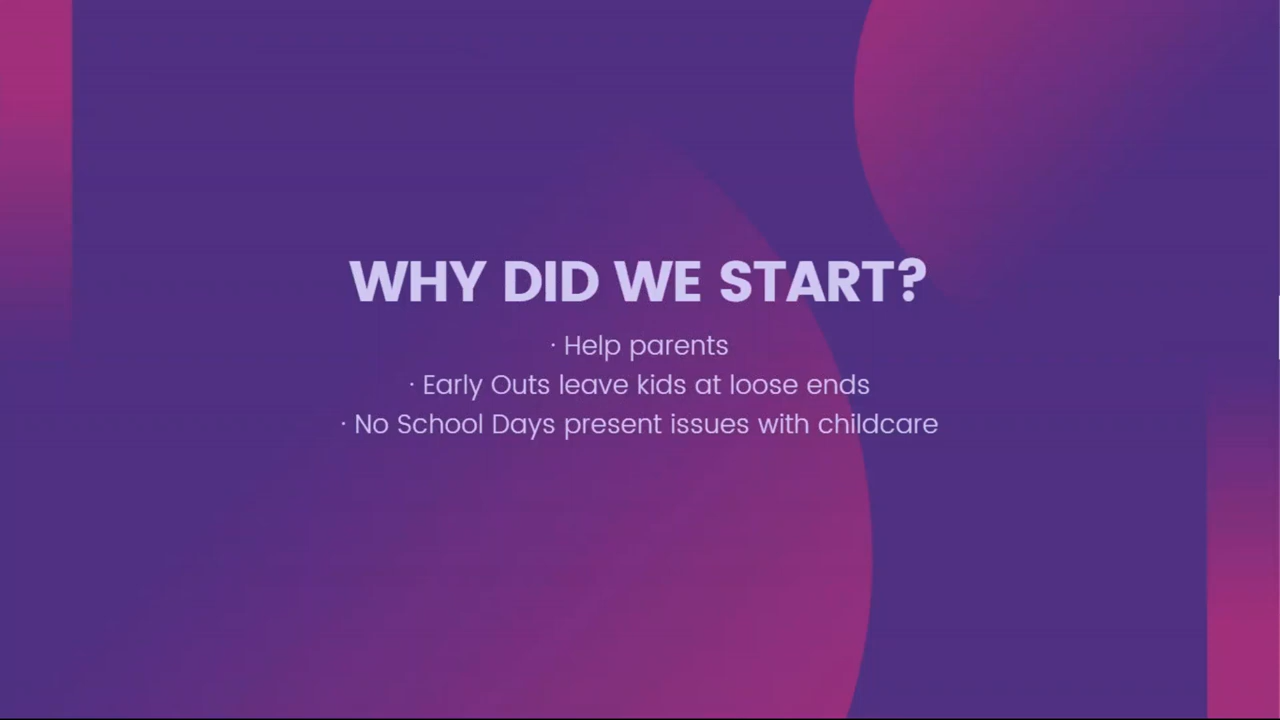 WHY DID WE START?
· Help parents
· Early Outs leave kids at loose ends
· No School Days present issues with childcare